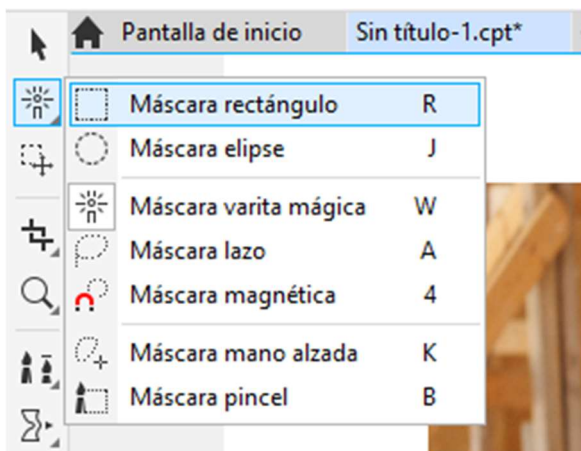 Pantalla de inicio Sin título-1.cpt*
Máscara rectángulo R
Máscara elipse J
Máscara varita mágica W
Máscara lazo A
Máscara magnética 4
Máscara mano alzada K
Máscara pincel B